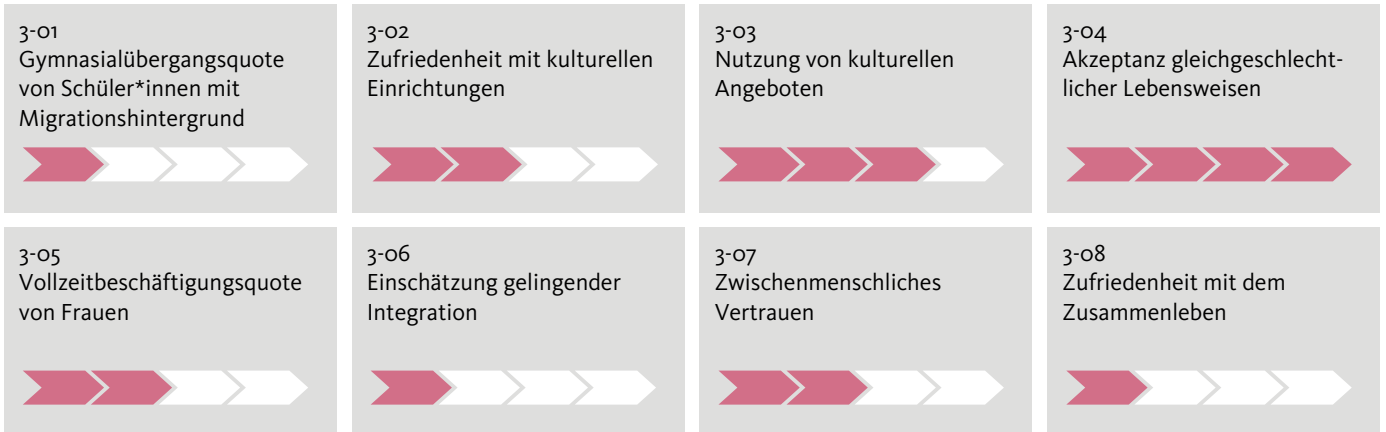 3-01
Gymnasialübergangsquote
von Schüler*innen mit
Migrationshintergrund
3-02
Zufriedenheit mit kulturellen
Einrichtungen
3-03
Nutzung von kulturellen
Angeboten
3-04
Akzeptanz gleichgeschlecht-
licher Lebensweisen
3-05
Vollzeitbeschäftigungsquote
von Frauen
3-06
Einschätzung gelingender
Integration
3-07
Zwischenmenschliches
Vertrauen
3-08
Zufriedenheit mit dem
Zusammenleben